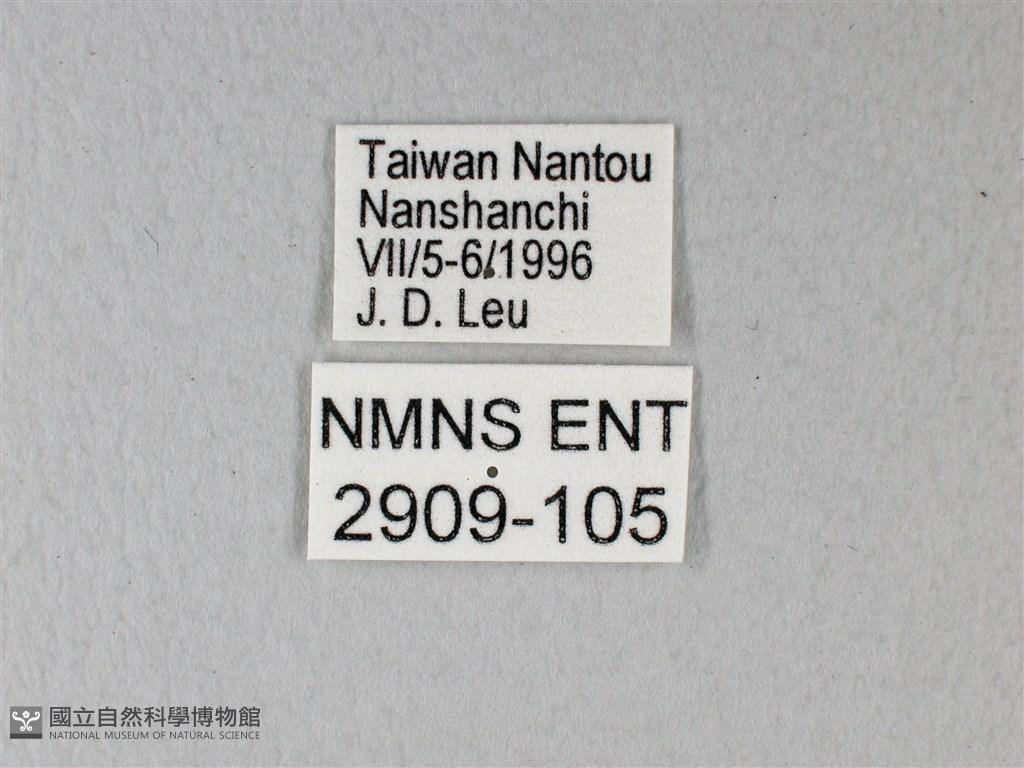 Taiwan Nantou
Nanshanchi
VII/5-6/1996
J. D. Leu
NMNS ENT
2909-105
國立自然科學博物館
NATIONAL MUSEUM OF NATURAL SCIENCE